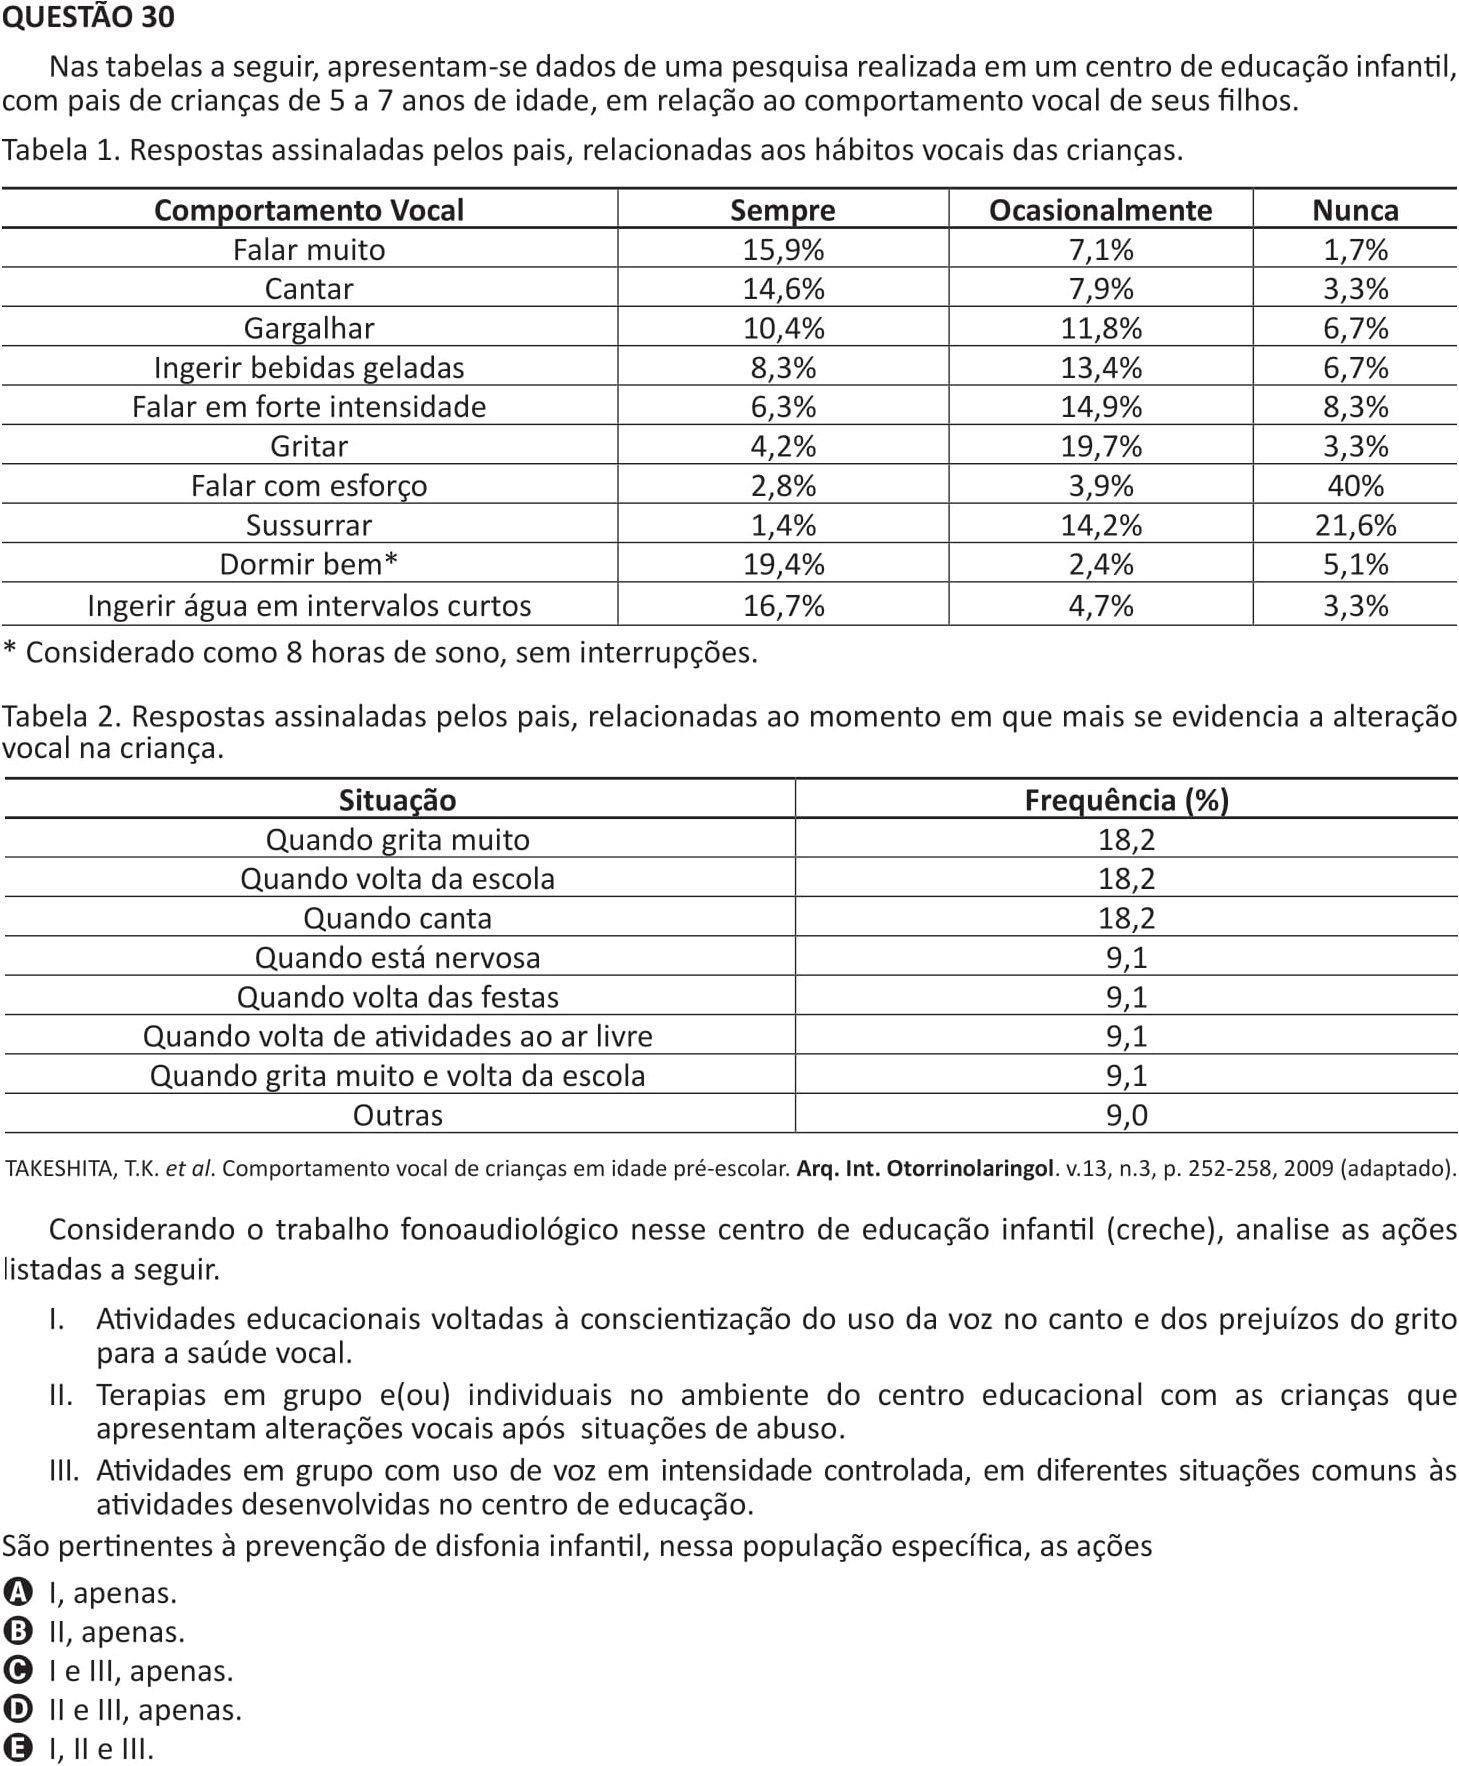 QUESTÃO 30
Nas tabelas a seguir, apresentam-se dados de uma pesquisa realizada em um centro de educação infantil,
com pais de crianças de 5 a 7 anos de idade, em relação ao comportamento vocal de seus filhos.
Tabela 1. Respostas assinaladas pelos pais, relacionadas aos hábitos vocais das crianças.
Comportamento Vocal Sempre Ocasionalmente Nunca
Falar muito 15,9% 7,1% 1,7%
Cantar 14,6% 7,9% 3,3%
Gargalhar 10,4% 11,8% 6,7%
Ingerir bebidas geladas 8,3% 13,4% 6,7%
Falar em forte intensidade 6,3% 14,9% 8,3%
Gritar 4,2% 19,7% 3,3%
Falar com esforço 2,8% 3,9% 40%
Sussurrar 1,4% 14,2% 21,6%
Dormir bem* 19,4% 2,4% 5,1%
Ingerir água em intervalos curtos 16,7% 4,7% 3,3%
* Considerado como 8 horas de sono, sem interrupções.
Tabela 2. Respostas assinaladas pelos pais, relacionadas ao momento em que mais se evidencia a alteração
vocal na criança.
Situação Frequência (%)
Quando grita muito 18,2
Quando volta da escola 18,2
Quando canta 18,2
Quando está nervosa 9,1
Quando volta das festas 9,1
Quando volta de atividades ao ar livre 9,1
Quando grita muito e volta da escola 9,1
Outras 9,0
TAKESHITA, T.K. et al. Comportamento vocal de crianças em idade pré-escolar. Arq. Int. Otorrinolaringol. v.13, n.3, p. 252-258, 2009 (adaptado).
Considerando o trabalho fonoaudiológico nesse centro de educação infantil (creche), analise as ações
listadas a seguir.
I. Atividades educacionais voltadas à conscientização do uso da voz no canto e dos prejuízos do grito
para a saúde vocal.
II. Terapias em grupo e(ou) individuais no ambiente do centro educacional com as crianças que
apresentam alterações vocais após situações de abuso.
III. Atividades em grupo com uso de voz em intensidade controlada, em diferentes situações comuns às
atividades desenvolvidas no centro de educação.
São pertinentes à prevenção de disfonia infantil, nessa população específica, as ações
A I, apenas.
B II, apenas.
C I e III, apenas.
D II e III, apenas.
E I, II e III.